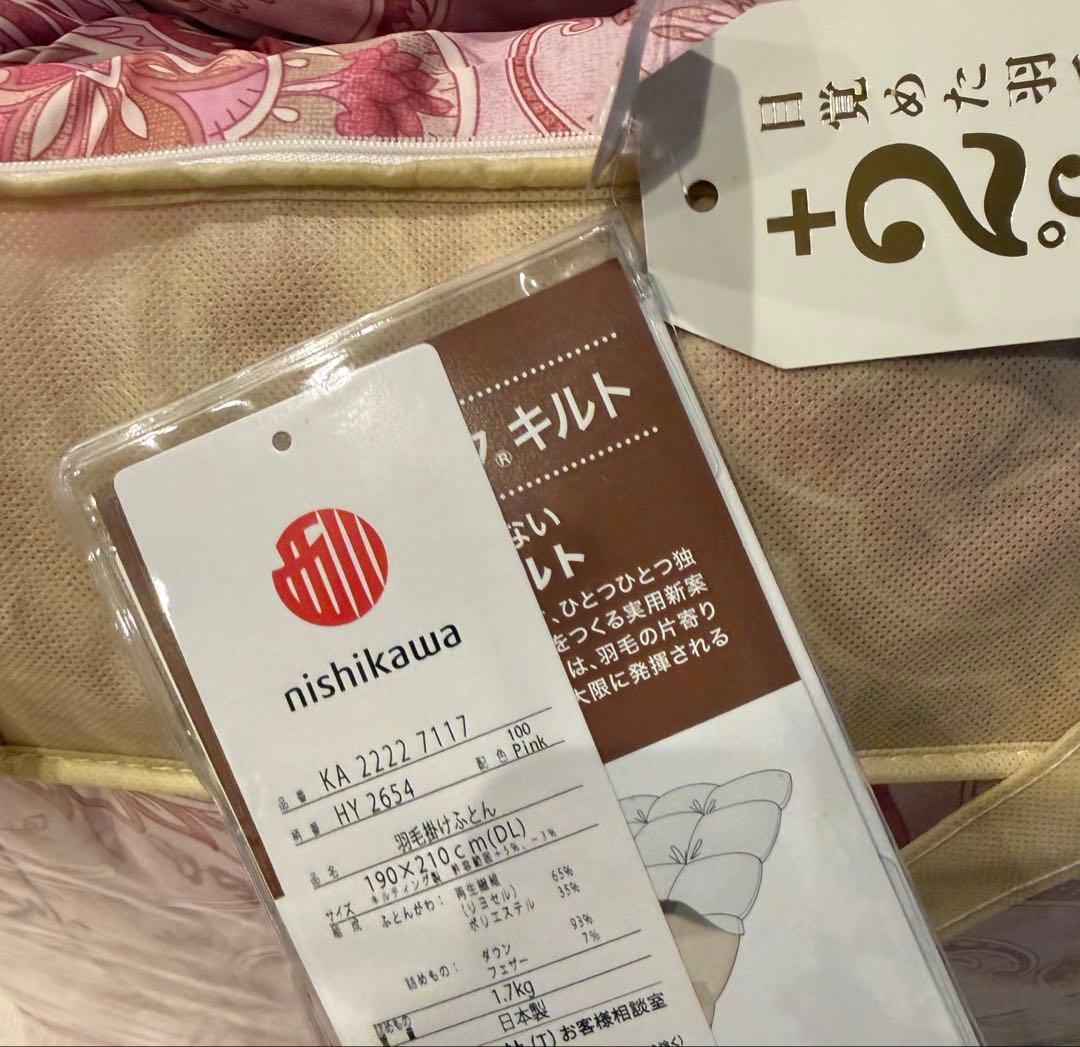 目覚めた羽
+2℃
®キルト
ない
ルト
、ひとつひとつ独
をつくる実用新案
は、羽毛の片寄り
大限に発揮される
nishikawa
品番 KA 2222 7117
柄番 HY 2654 配色 100 Pink
品名 羽毛掛けふとん
サイズ 190×210cm(DL)
キルティング製 許容範囲+5%、-3%
組成 ふとんがわ: 再生繊維 65%
(リヨセル)
ポリエステル 35%
詰めもの: ダウン 93%
フェザー 7%
1.7kg
日本製
(T)お客様相談室